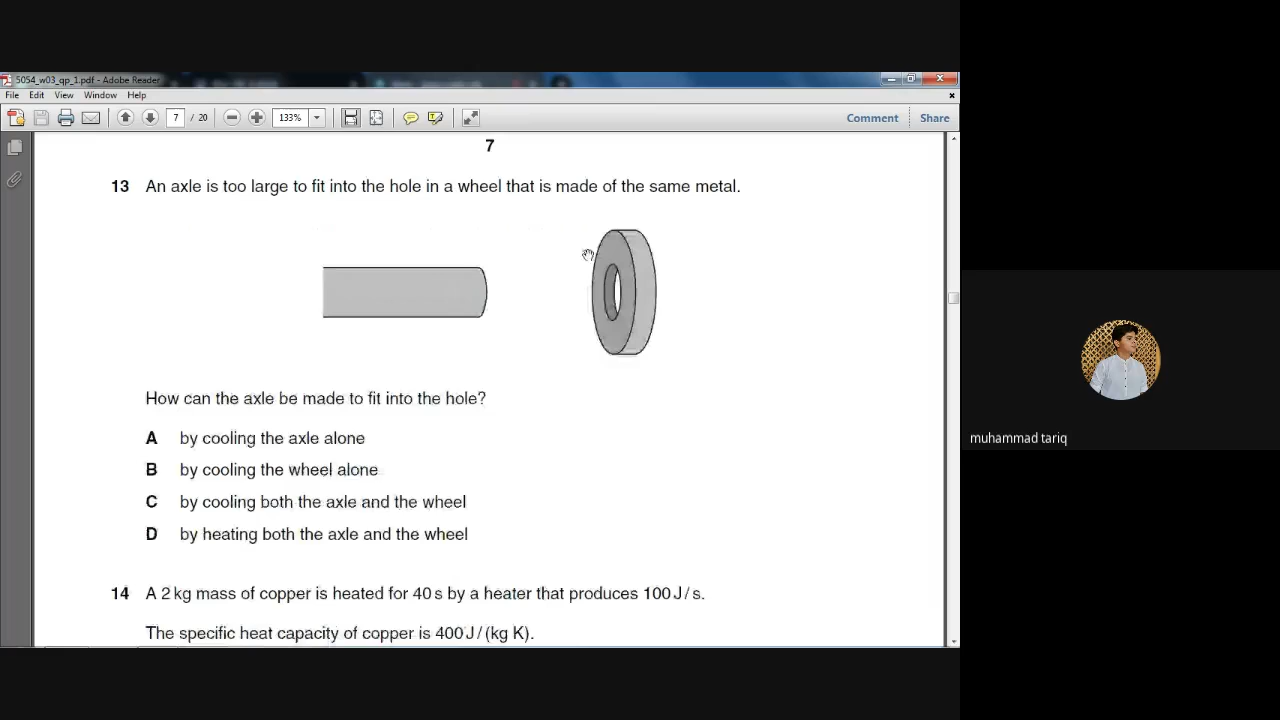 5054_w03_qp_1.pdf - Adobe Reader
File Edit View Window Help
7 / 20 133% Comment Share
7
13 An axle is too large to fit into the hole in a wheel that is made of the same metal.
How can the axle be made to fit into the hole?
A by cooling the axle alone
B by cooling the wheel alone
C by cooling both the axle and the wheel
D by heating both the axle and the wheel
14 A 2 kg mass of copper is heated for 40 s by a heater that produces 100 J / s.
The specific heat capacity of copper is 400 J / (kg K).
muhammad tariq